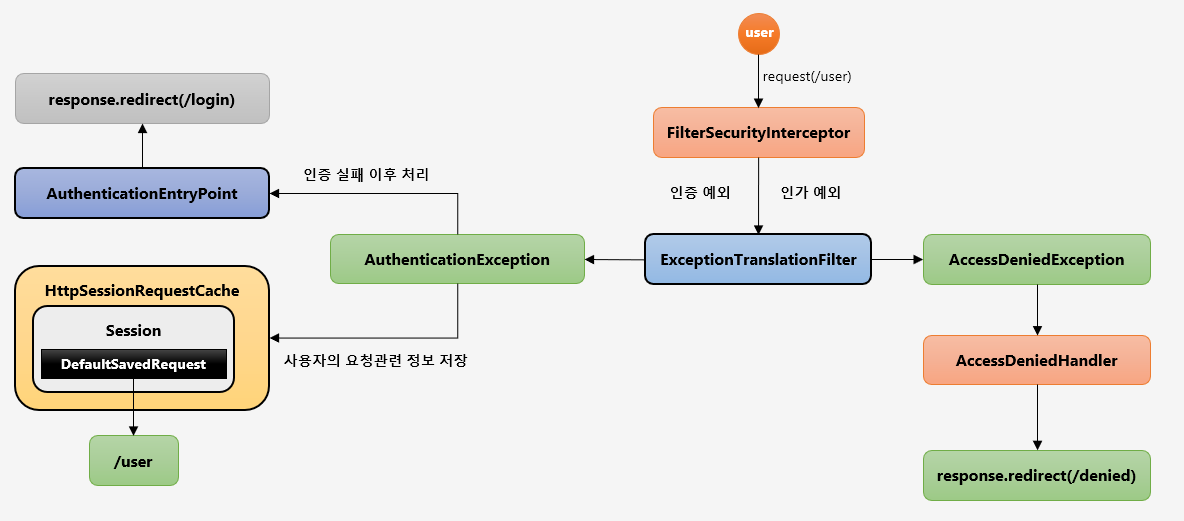 user
request(/user)
response.redirect(/login)
FilterSecurityInterceptor
인증 실패 이후 처리
AuthenticationEntryPoint
인증 예외
인가 예외
AuthenticationException
ExceptionTranslationFilter
AccessDeniedException
HttpSessionRequestCache
Session
DefaultSavedRequest
사용자의 요청관련 정보 저장
AccessDeniedHandler
/user
response.redirect(/denied)